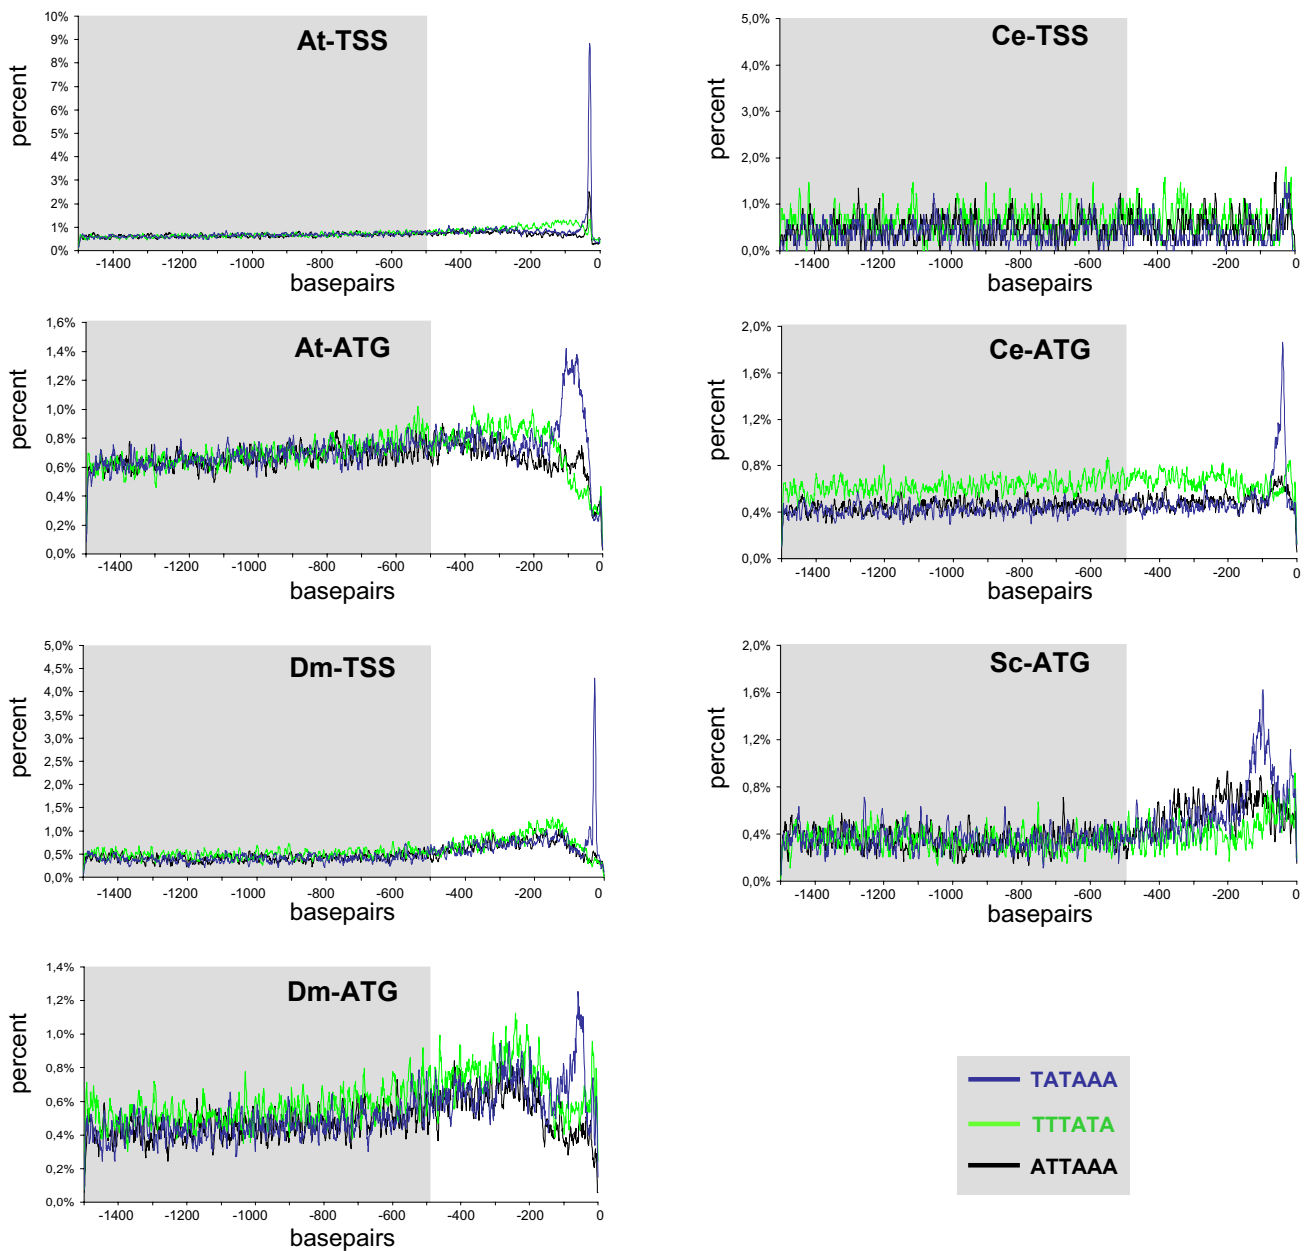 At-TSS
percent
10%
9%
8%
7%
6%
5%
4%
3%
2%
1%
0%
-1400 -1200 -1000 -800 -600 -400 -200 0
basepairs
Ce-TSS
percent
5,0%
4,0%
3,0%
2,0%
1,0%
0,0%
-1400 -1200 -1000 -800 -600 -400 -200 0
basepairs
At-ATG
percent
1,6%
1,4%
1,2%
1,0%
0,8%
0,6%
0,4%
0,2%
0,0%
-1400 -1200 -1000 -800 -600 -400 -200 0
basepairs
Ce-ATG
percent
2,0%
1,6%
1,2%
0,8%
0,4%
0,0%
-1400 -1200 -1000 -800 -600 -400 -200 0
basepairs
Dm-TSS
percent
5,0%
4,5%
4,0%
3,5%
3,0%
2,5%
2,0%
1,5%
1,0%
0,5%
0,0%
-1400 -1200 -1000 -800 -600 -400 -200 0
basepairs
Sc-ATG
percent
2,0%
1,6%
1,2%
0,8%
0,4%
0,0%
-1400 -1200 -1000 -800 -600 -400 -200 0
basepairs
Dm-ATG
percent
1,4%
1,2%
1,0%
0,8%
0,6%
0,4%
0,2%
0,0%
-1400 -1200 -1000 -800 -600 -400 -200 0
basepairs
TATAAA
TTTATA
ATTAAA